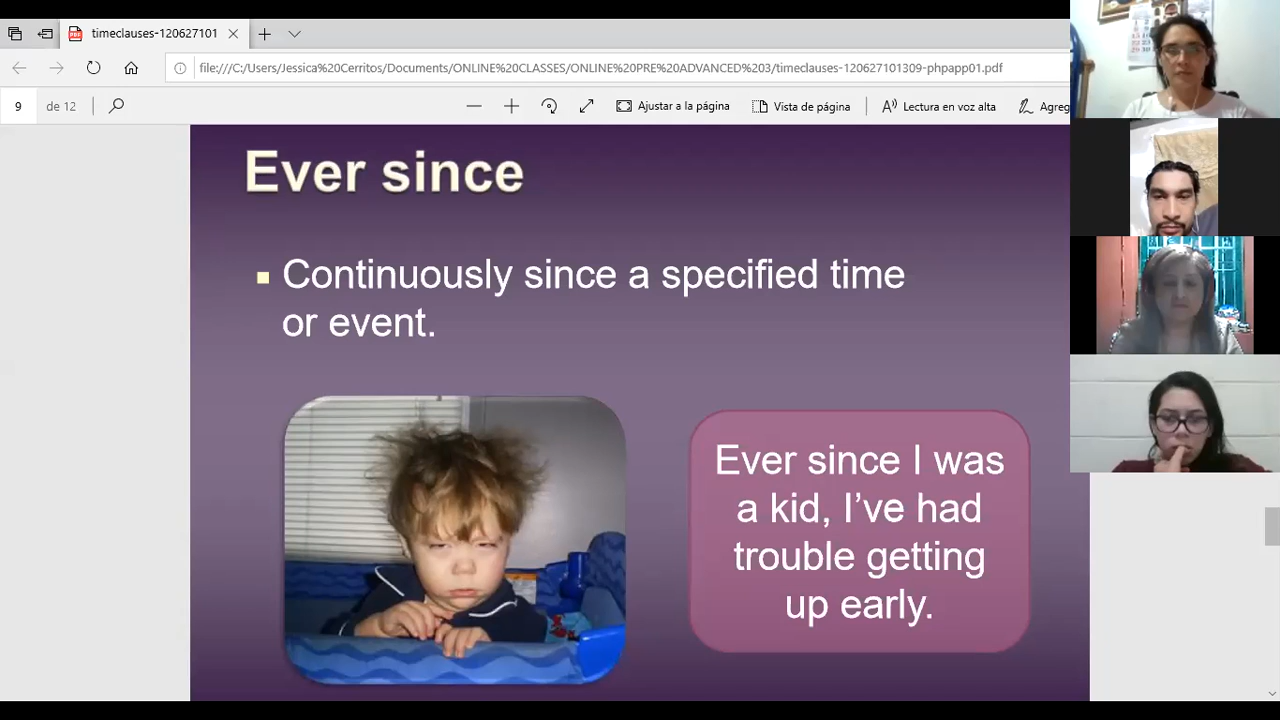 timeclauses-120627101
file:///C:/Users/Jessica%20Cerritos/Documents/ONLINE%20CLASSES/ONLINE%20PRE%20ADVANCED%203/timeclauses-120627101309-phpapp01.pdf
9 de 12 Ajustar a la página Vista de página Lectura en voz alta Agreg
Ever since
Continuously since a specified time
or event.
Ever since I was
a kid, I’ve had
trouble getting
up early.